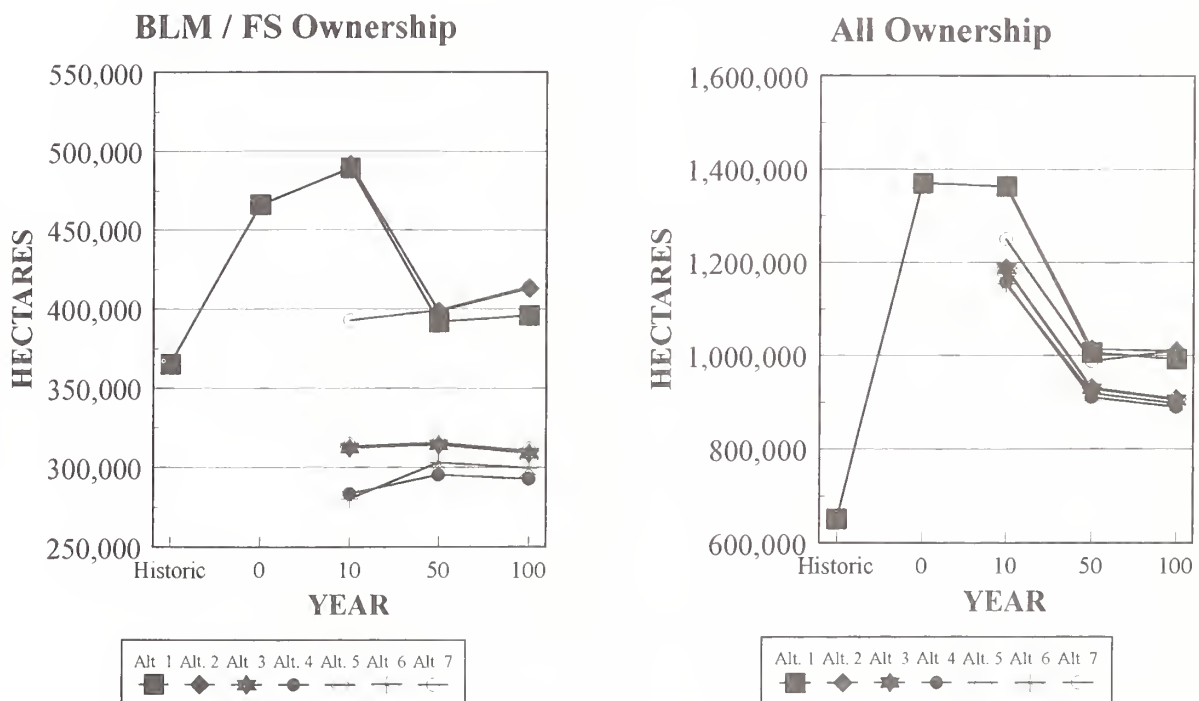 BLM / FS Ownership
550,000
500,000
450,000
400,000
350,000
300,000
250,000
HECTARES
Historic 0 10 50 100
YEAR
Alt 1 Alt. 2 Alt 3 Alt. 4 Alt. 5 Alt 6 Alt 7
All Ownership
1,600,000
1,400,000
1,200,000
1,000,000
800,000
600,000
HECTARES
Historic 0 10 50 100
YEAR
Alt. 1 Alt. 2 Alt 3 Alt 4 Alt. 5 Alt 6 Alt 7